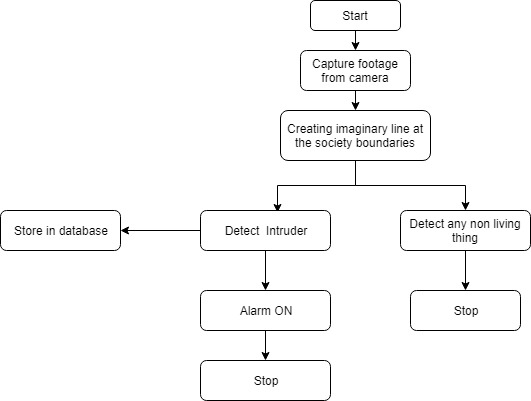 Start
Capture footage
from camera
Creating imaginary line at
the society boundaries
Store in database
Detect Intruder
Detect any non living
thing
Alarm ON
Stop
Stop